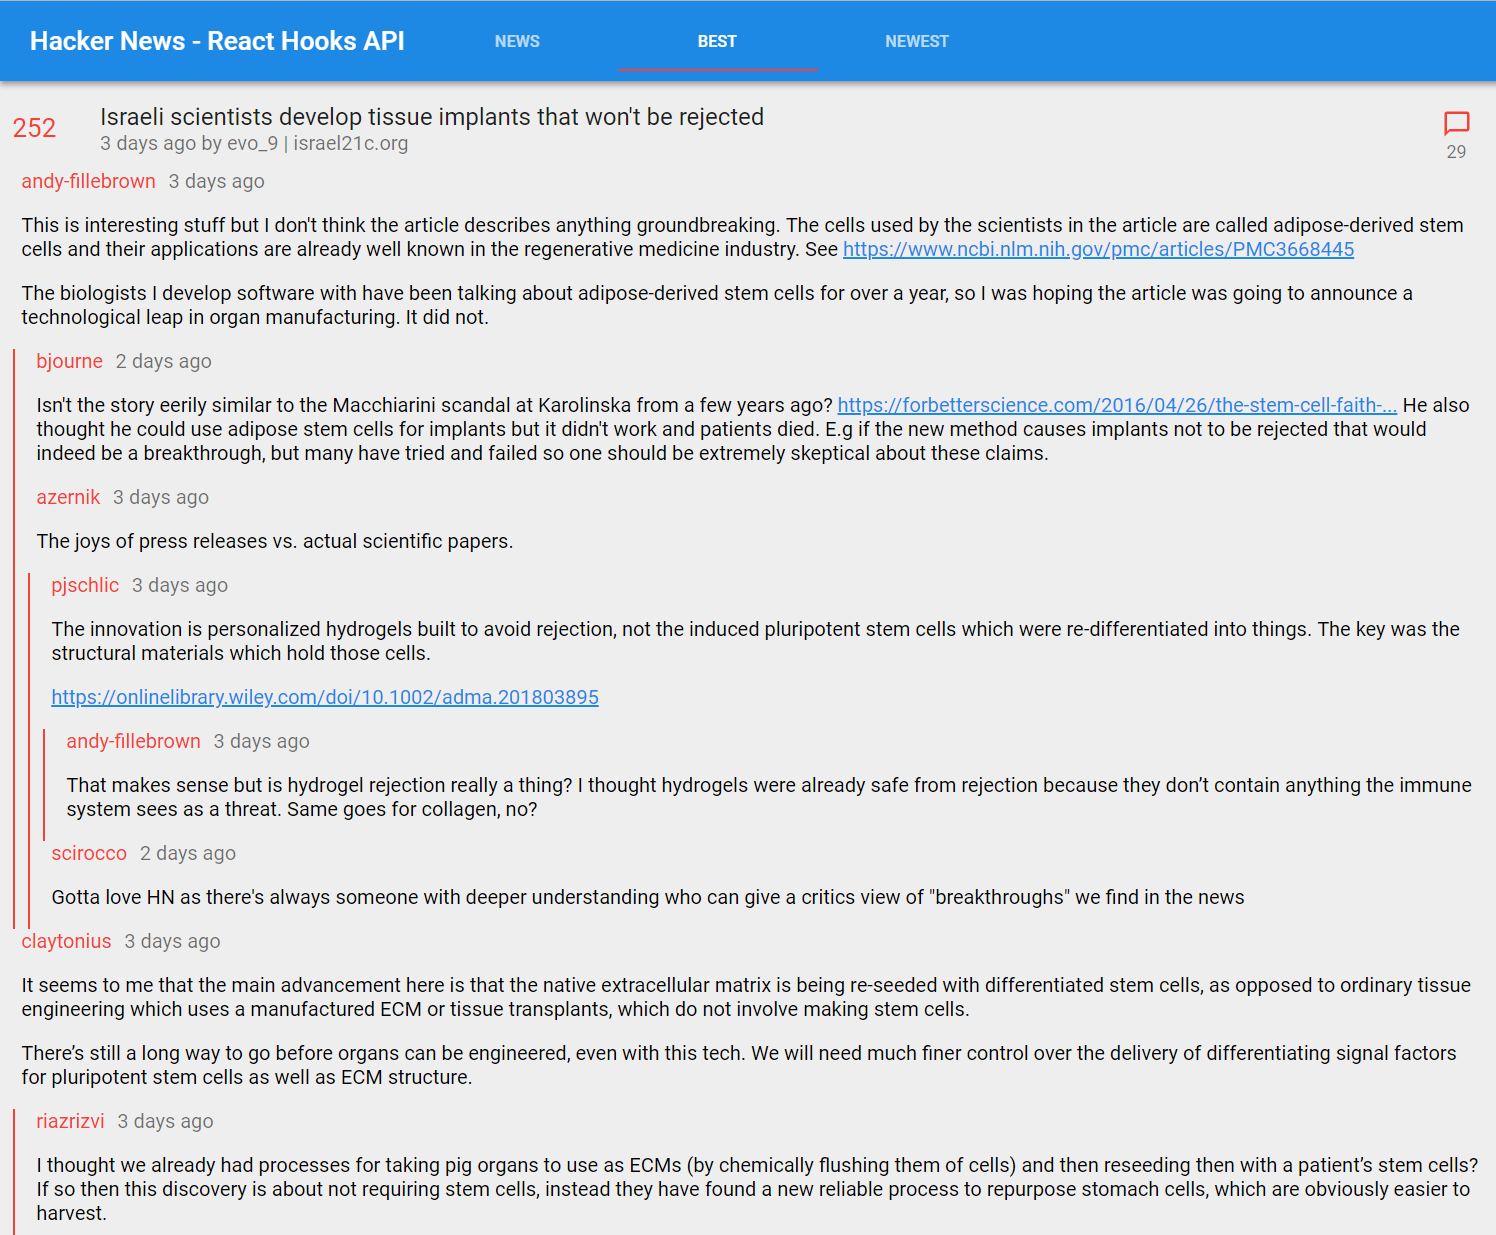 Hacker News - React Hooks API NEWS BEST NEWEST
252
Israeli scientists develop tissue implants that won't be rejected
3 days ago by evo_9 | israel21c.org
29
andy-fillebrown 3 days ago
This is interesting stuff but I don't think the article describes anything groundbreaking. The cells used by the scientists in the article are called adipose-derived stem
cells and their applications are already well known in the regenerative medicine industry. See https://www.ncbi.nlm.nih.gov/pmc/articles/PMC3668445
The biologists I develop software with have been talking about adipose-derived stem cells for over a year, so I was hoping the article was going to announce a
technological leap in organ manufacturing. It did not.
bjourne 2 days ago
Isn't the story eerily similar to the Macchiarini scandal at Karolinska from a few years ago? https://forbetterscience.com/2016/04/26/the-stem-cell-faith-... He also
thought he could use adipose stem cells for implants but it didn't work and patients died. E.g if the new method causes implants not to be rejected that would
indeed be a breakthrough, but many have tried and failed so one should be extremely skeptical about these claims.
azernik 3 days ago
The joys of press releases vs. actual scientific papers.
pjschlic 3 days ago
The innovation is personalized hydrogels built to avoid rejection, not the induced pluripotent stem cells which were re-differentiated into things. The key was the
structural materials which hold those cells.
https://onlinelibrary.wiley.com/doi/10.1002/adma.201803895
andy-fillebrown 3 days ago
That makes sense but is hydrogel rejection really a thing? I thought hydrogels were already safe from rejection because they don’t contain anything the immune
system sees as a threat. Same goes for collagen, no?
scirocco 2 days ago
Gotta love HN as there's always someone with deeper understanding who can give a critics view of "breakthroughs" we find in the news
claytonius 3 days ago
It seems to me that the main advancement here is that the native extracellular matrix is being re-seeded with differentiated stem cells, as opposed to ordinary tissue
engineering which uses a manufactured ECM or tissue transplants, which do not involve making stem cells.
There’s still a long way to go before organs can be engineered, even with this tech. We will need much finer control over the delivery of differentiating signal factors
for pluripotent stem cells as well as ECM structure.
riazrizvi 3 days ago
I thought we already had processes for taking pig organs to use as ECMs (by chemically flushing them of cells) and then reseeding then with a patient’s stem cells?
If so then this discovery is about not requiring stem cells, instead they have found a new reliable process to repurpose stomach cells, which are obviously easier to
harvest.